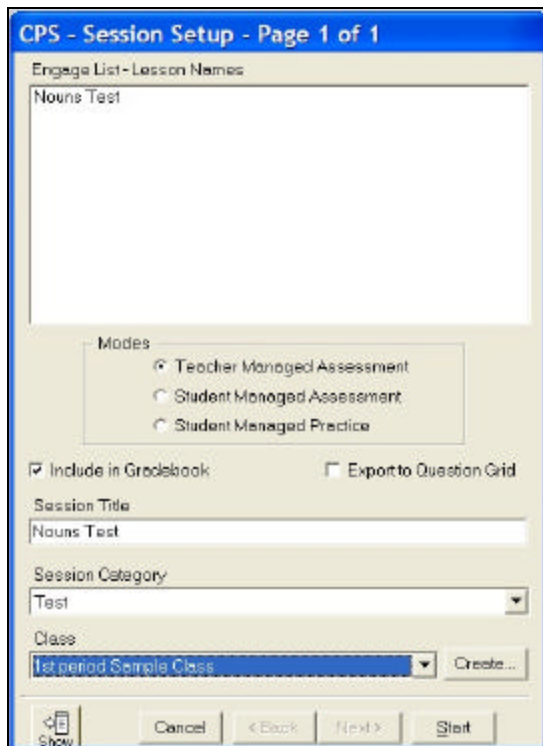 CPS - Session Setup - Page 1 of 1
Engage List - Lesson Names
Nouns Test
Modes
Teacher Managed Assessment
Student Managed Assessment
Student Managed Practice
Include in Gradebook Export to Question Grid
Session Title
Nouns Test
Session Category
Test
Class
1st period Sample Class Create...
Show Cancel < Back Next > Start